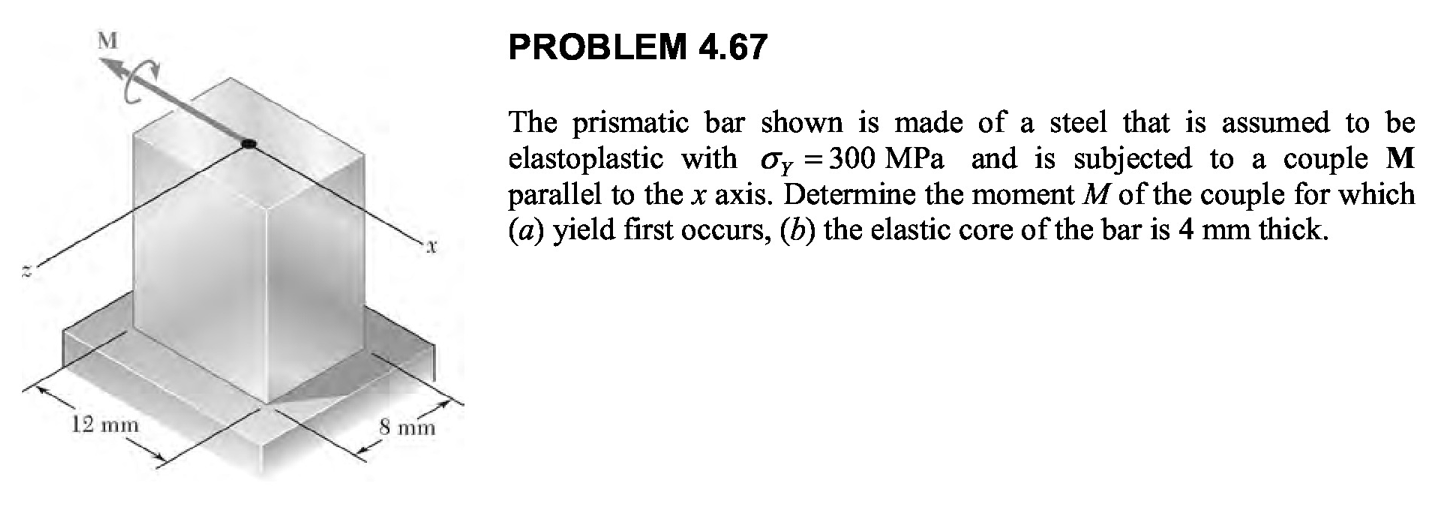 M
PROBLEM 4.67
The prismatic bar shown is made of a steel that is assumed to be
elastoplastic with σY = 300 MPa and is subjected to a couple M
parallel to the x axis. Determine the moment M of the couple for which
(a) yield first occurs, (b) the elastic core of the bar is 4 mm thick.
x
z
12 mm
8 mm